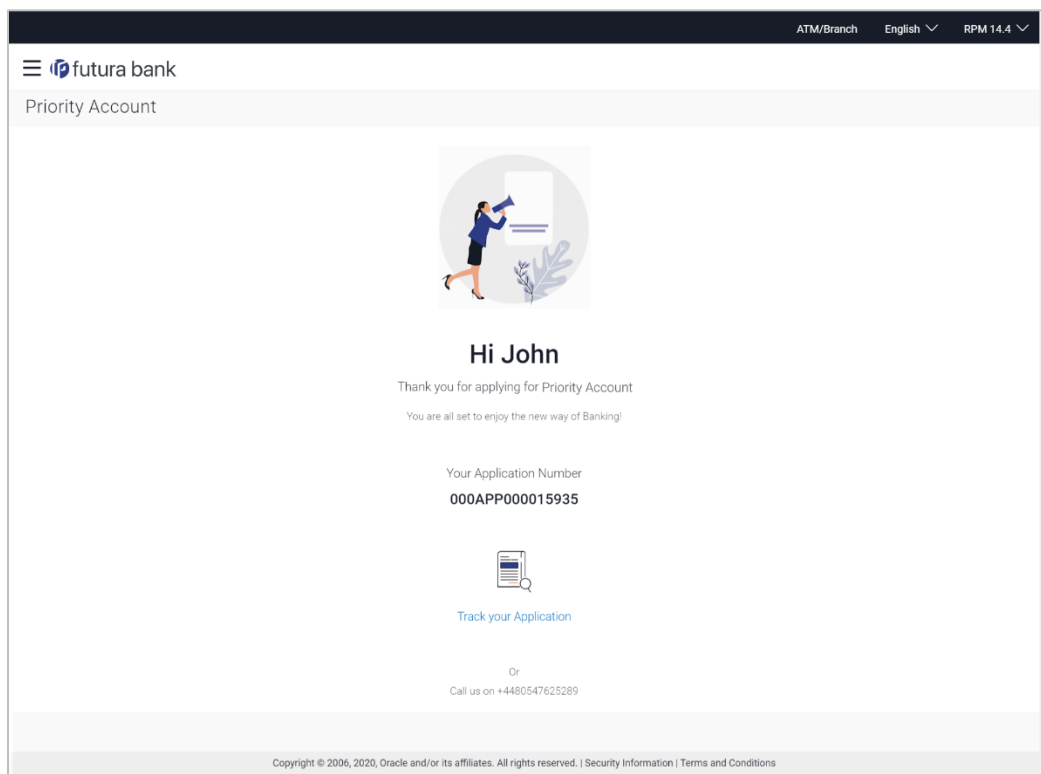 ATM/Branch English RPM 14.4
futura bank
Priority Account
Hi John
Thank you for applying for Priority Account
You are all set to enjoy the new way of Banking!
Your Application Number
000APP000015935
Track your Application
Or
Call us on +4480547625289
Copyright © 2006, 2020, Oracle and/or its affiliates. All rights reserved. | Security Information | Terms and Conditions